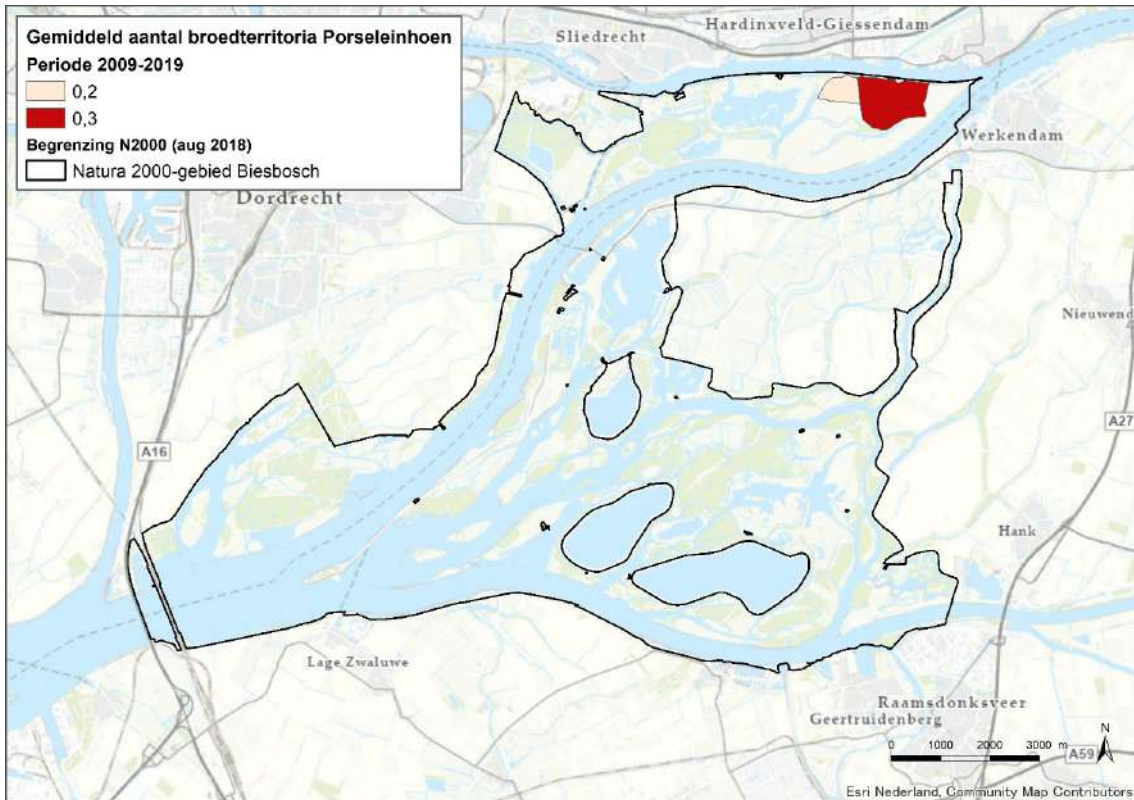 Gemiddeld aantal broedterritoria Porseleinhoen
Periode 2009-2019
0,2
0,3
Begrenzing N2000 (aug 2018)
Natura 2000-gebied Biesbosch
Hardinxveld-Giessendam
Sliedrecht
Werkendam
Dordrecht
Nieuwend
A27
A16
Hank
Lage Zwaluwe
Raamsdonksveer
Geertruidenberg
N
0 1000 2000 3000 m
A59
Esri Nederland, Community Map Contributors